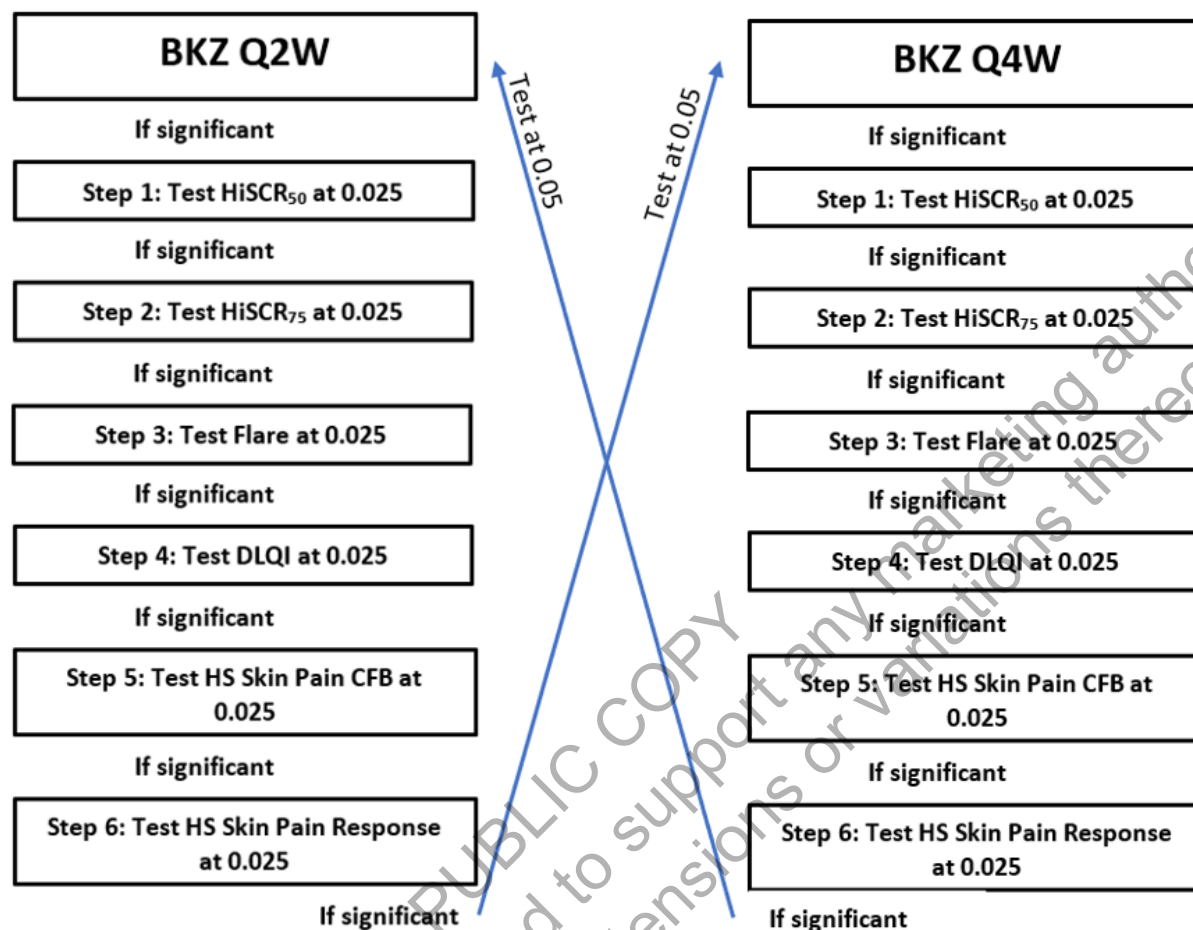 BKZ Q2W
If significant
Step 1: Test HiSCR₅₀ at 0.025
If significant
Step 2: Test HiSCR₇₅ at 0.025
If significant
Step 3: Test Flare at 0.025
If significant
Step 4: Test DLQI at 0.025
If significant
Step 5: Test HS Skin Pain CFB at
0.025
If significant
Step 6: Test HS Skin Pain Response
at 0.025
If significant
Test at 0.05
Test at 0.05
BKZ Q4W
If significant
Step 1: Test HiSCR₅₀ at 0.025
If significant
Step 2: Test HiSCR₇₅ at 0.025
If significant
Step 3: Test Flare at 0.025
If significant
Step 4: Test DLQI at 0.025
If significant
Step 5: Test HS Skin Pain CFB at
0.025
If significant
Step 6: Test HS Skin Pain Response
at 0.025
If significant
PUBLIC COPY
to support any marketing
or variations